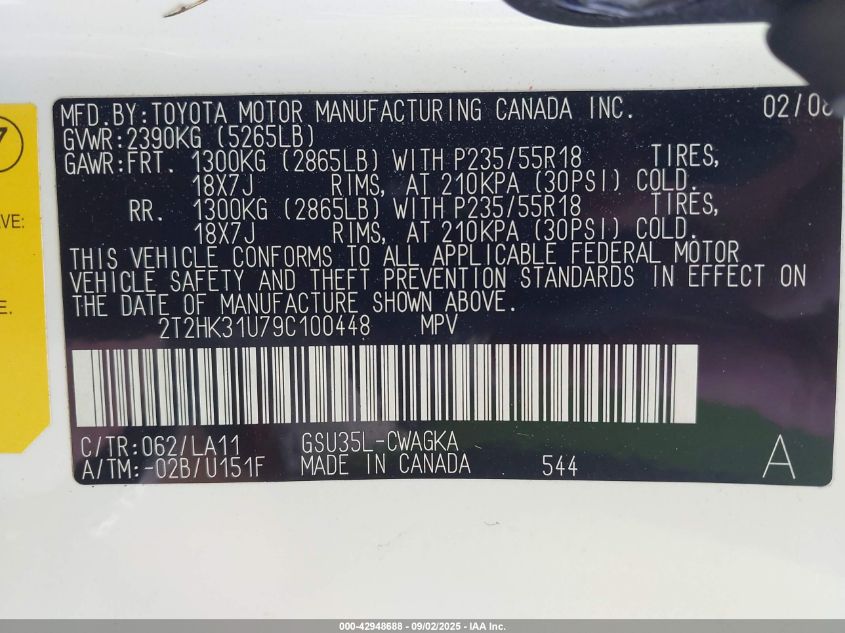 MFD.BY:TOYOTA MOTOR MANUFACTURING CANADA INC. 02/08
GVWR:2390KG (5265LB)
GAWR:FRT. 1300KG (2865LB) WITH P235/55R18 TIRES,
18X7J RIMS, AT 210KPA (30PSI) COLD.
RR. 1300KG (2865LB) WITH P235/55R18 TIRES,
18X7J RIMS, AT 210KPA (30PSI) COLD.
THIS VEHICLE CONFORMS TO ALL APPLICABLE FEDERAL MOTOR
VEHICLE SAFETY AND THEFT PREVENTION STANDARDS IN EFFECT ON
THE DATE OF MANUFACTURE SHOWN ABOVE.
2T2HK31U79C100448 MPV
C/TR:062/LA11 GSU35L-CWAGKA
A/TM:-02B/U151F MADE IN CANADA 544 A
7
AVE:
000-42948688 - 09/02/2025 - IAA Inc.